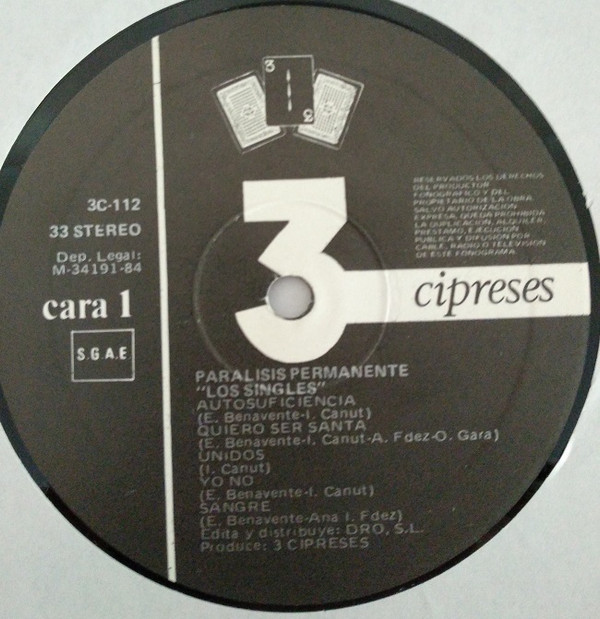 3
3
3
cipreses
RESERVADOS LOS DERECHOS
DEL PRODUCTOR
FONOGRAFICO Y DEL
PROPIETARIO DE LA OBRA.
SALVO AUTORIZACION
EXPRESA, QUEDA PROHIBIDA
LA DUPLICACION, ALQUILER,
PRESTAMO, EJECUCION
PUBLICA Y DIFUSION POR
CABLE, RADIO O TELEVISION
DE ESTE FONOGRAMA.
3C-112
33 STEREO
Dep. Legal:
M-34191-84
cara 1
S.G.A.E.
PARALISIS PERMANENTE
"LOS SINGLES"
AUTOSUFICIENCIA
(E. Benavente-I. Canut)
QUIERO SER SANTA
(E. Benavente-I. Canut-A. Fdez-O. Gara)
UNIDOS
(I. Canut)
YO NO
(E. Benavente-I. Canut)
SANGRE
(E. Benavente-Ana I. Fdez)
Edita y distribuye: DRO, S.L.
Produce: 3 CIPRESES